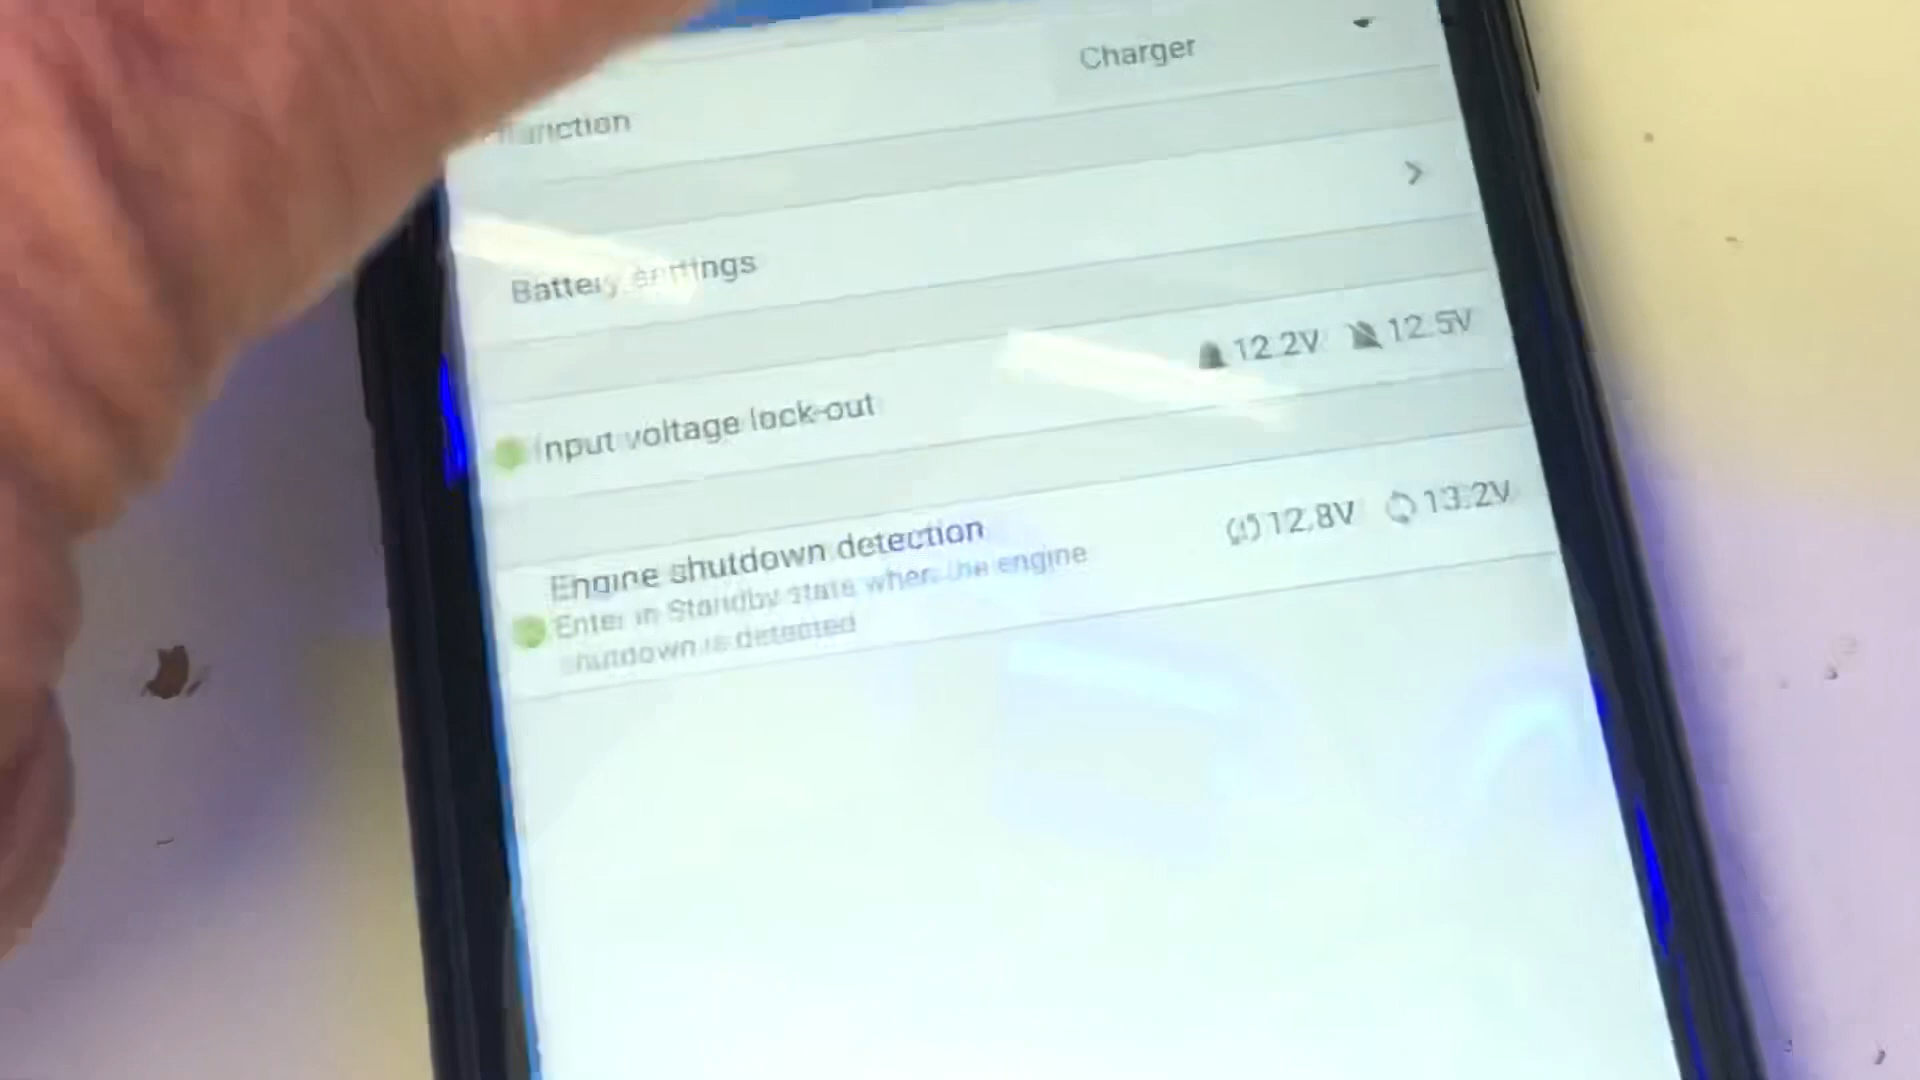 Function
Charger
Battery settings
Input voltage lock-out
12.2V 12.5V
Engine shutdown detection
Enter in Standby state when the engine
shutdown is detected
12.8V 13.2V